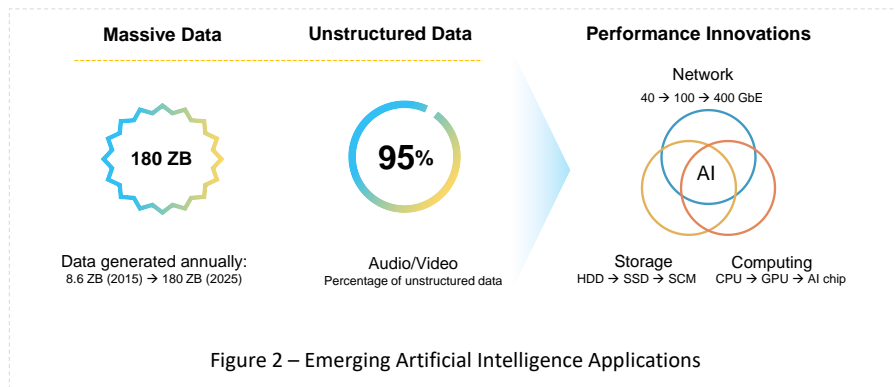 Massive Data
Unstructured Data
Performance Innovations
180 ZB
Data generated annually:
8.6 ZB (2015) → 180 ZB (2025)
95%
Audio/Video
Percentage of unstructured data
Network
40 → 100 → 400 GbE
AI
Storage
HDD → SSD → SCM
Computing
CPU → GPU → AI chip
Figure 2 – Emerging Artificial Intelligence Applications